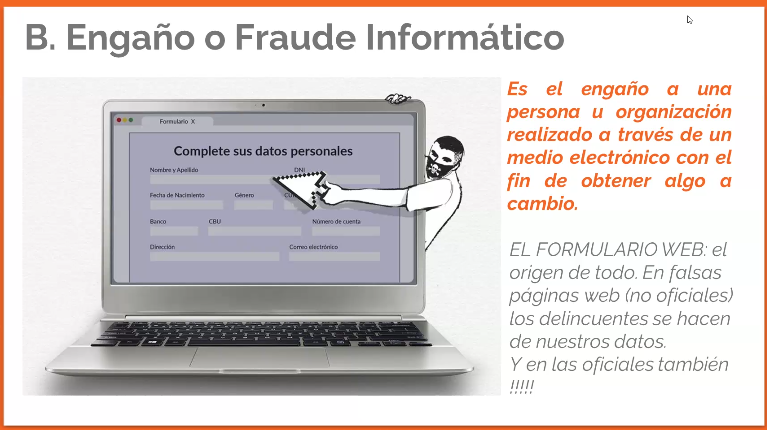 B. Engaño o Fraude Informático
Formulario X
Complete sus datos personales
Nombre y Apellido
DNI
Fecha de Nacimiento
Género
Banco
CBU
Número de cuenta
Dirección
Correo electrónico
Es el engaño a una
persona u organización
realizado a través de un
medio electrónico con el
fin de obtener algo a
cambio.
EL FORMULARIO WEB: el
origen de todo. En falsas
páginas web (no oficiales)
los delincuentes se hacen
de nuestros datos.
Y en las oficiales también
!!!!!